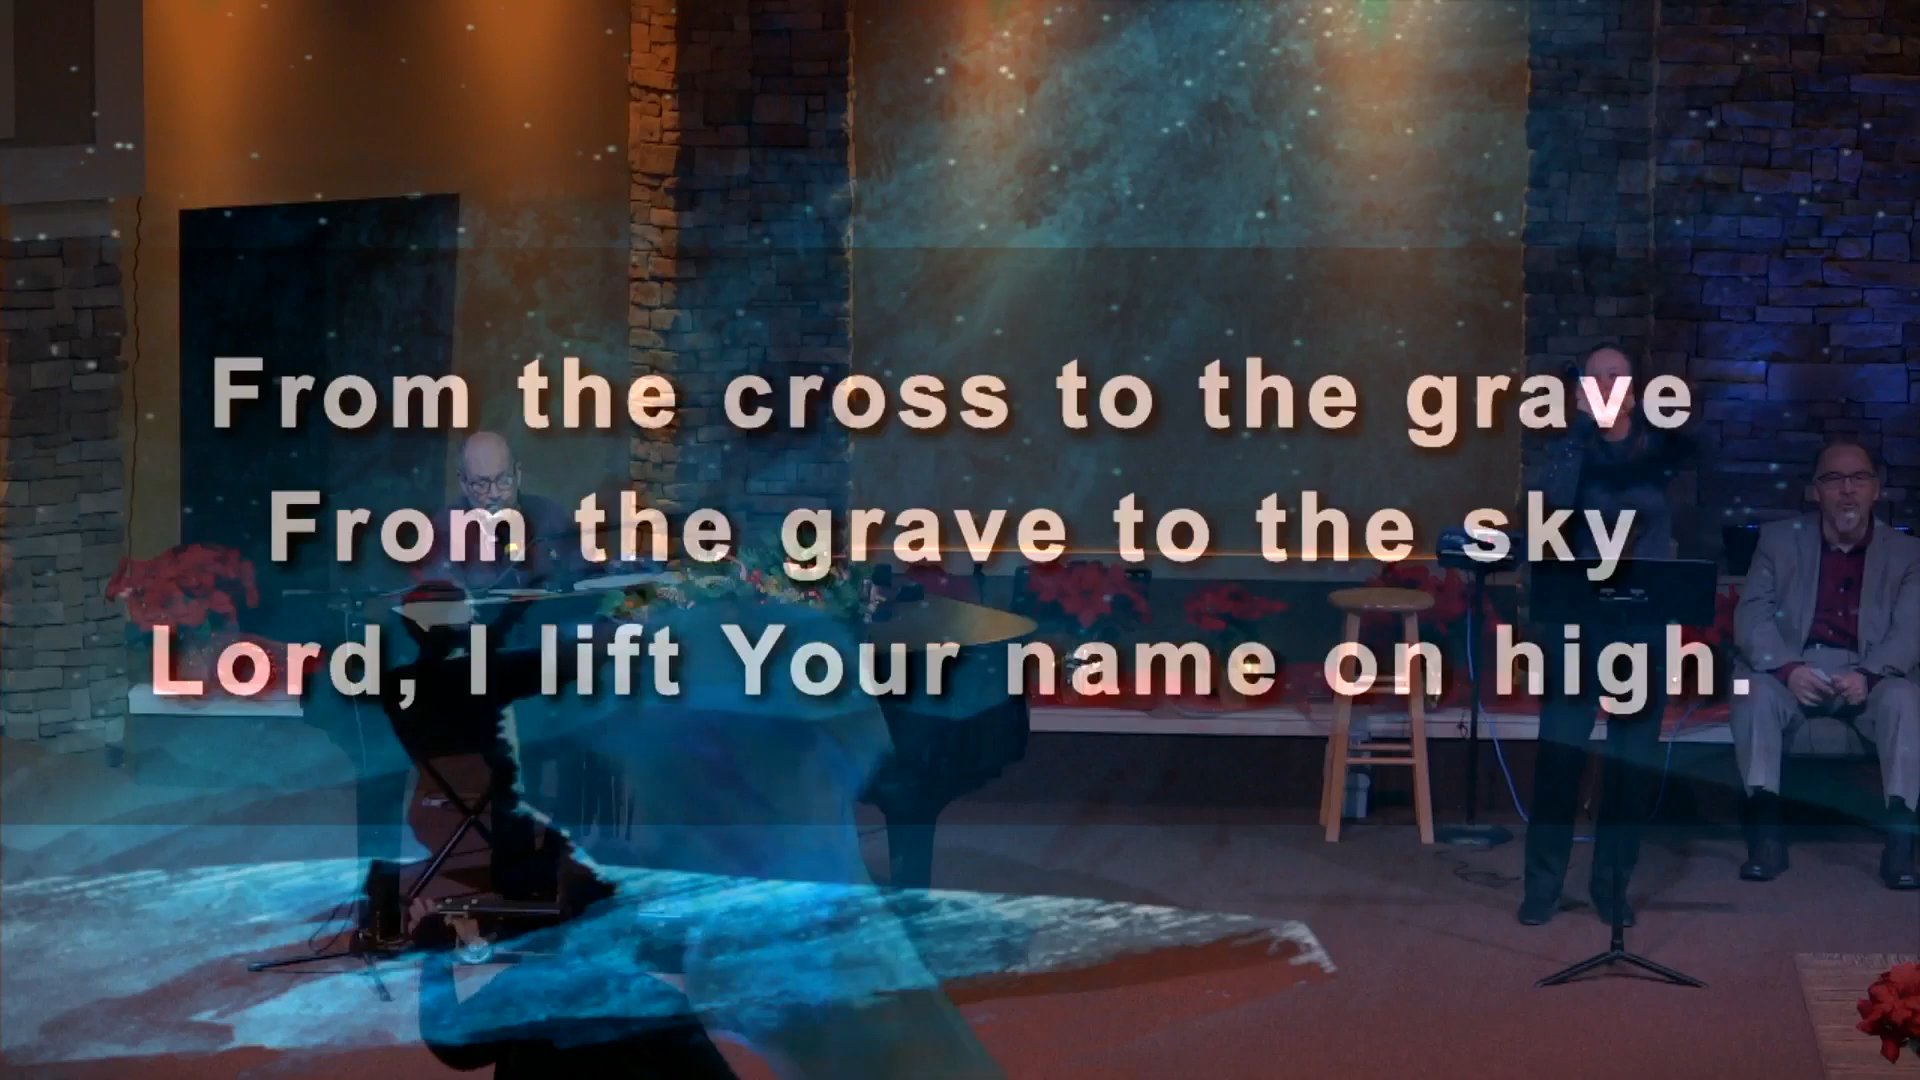 From the cross to the grave
From the grave to the sky
Lord, I lift Your name on high.